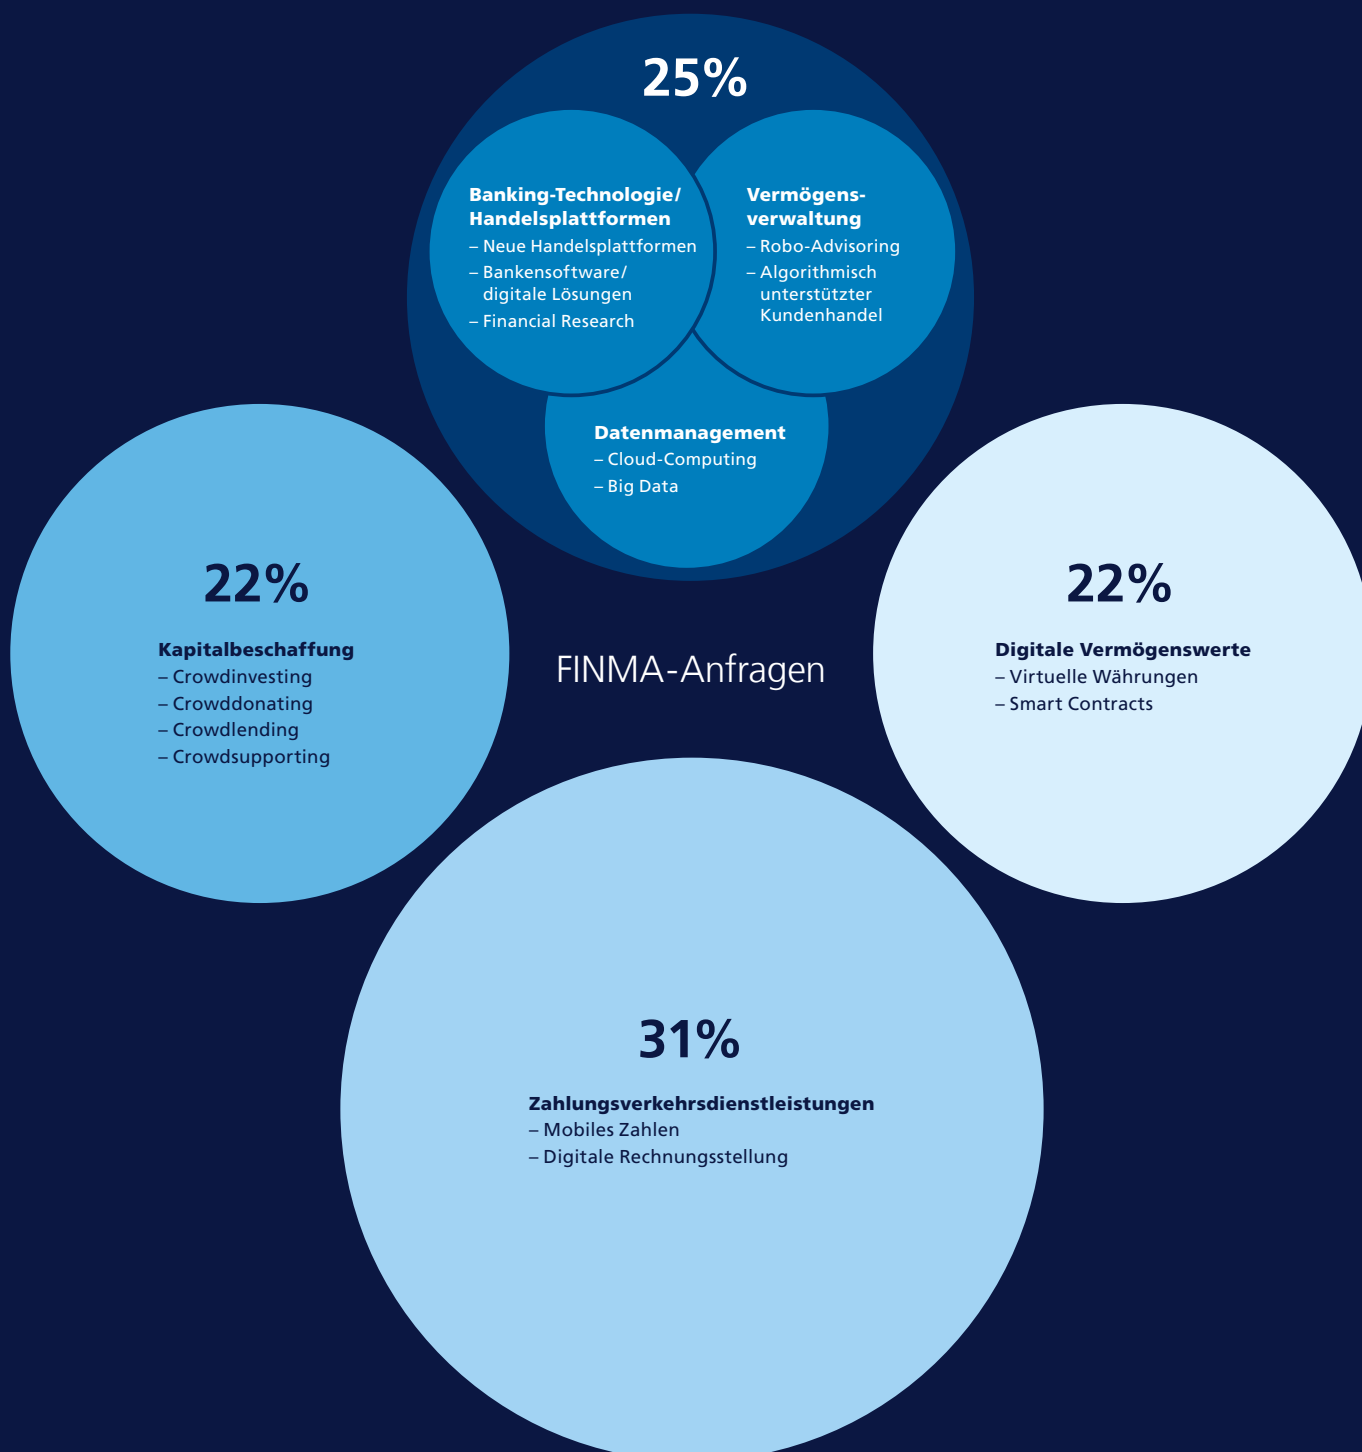 25%
Banking-Technologie/
Handelsplattformen
– Neue Handelsplattformen
– Bankensoftware/
digitale Lösungen
– Financial Research
Vermögens-
verwaltung
– Robo-Advisoring
– Algorithmisch
unterstützter
Kundenhandel
Datenmanagement
– Cloud-Computing
– Big Data
22%
Kapitalbeschaffung
– Crowdinvesting
– Crowddonating
– Crowdlending
– Crowdsupporting
FINMA-Anfragen
22%
Digitale Vermögenswerte
– Virtuelle Währungen
– Smart Contracts
31%
Zahlungsverkehrsdienstleistungen
– Mobiles Zahlen
– Digitale Rechnungsstellung